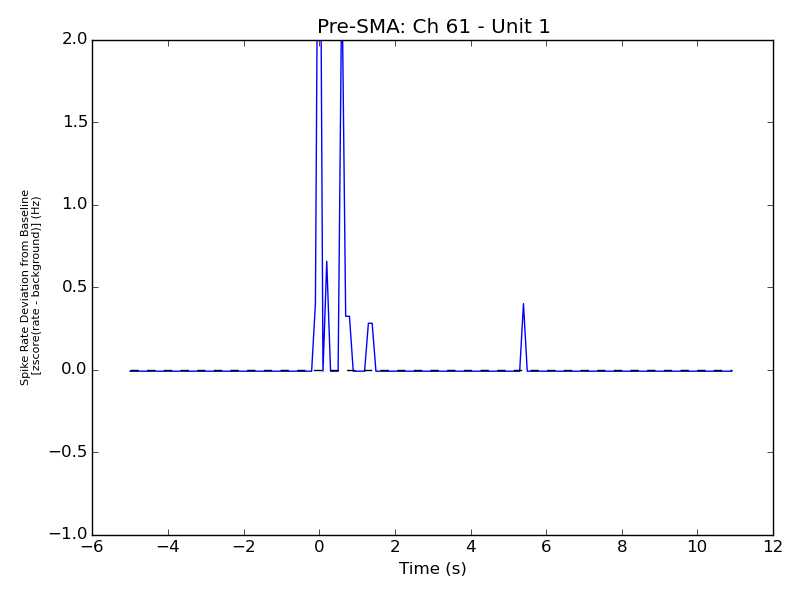 Pre-SMA: Ch 61 - Unit 1
2.0
1.5
1.0
0.5
0.0
−0.5
−1.0
Spike Rate Deviation from Baseline
[zscore(rate - background)] (Hz)
−6 −4 −2 0 2 4 6 8 10 12
Time (s)